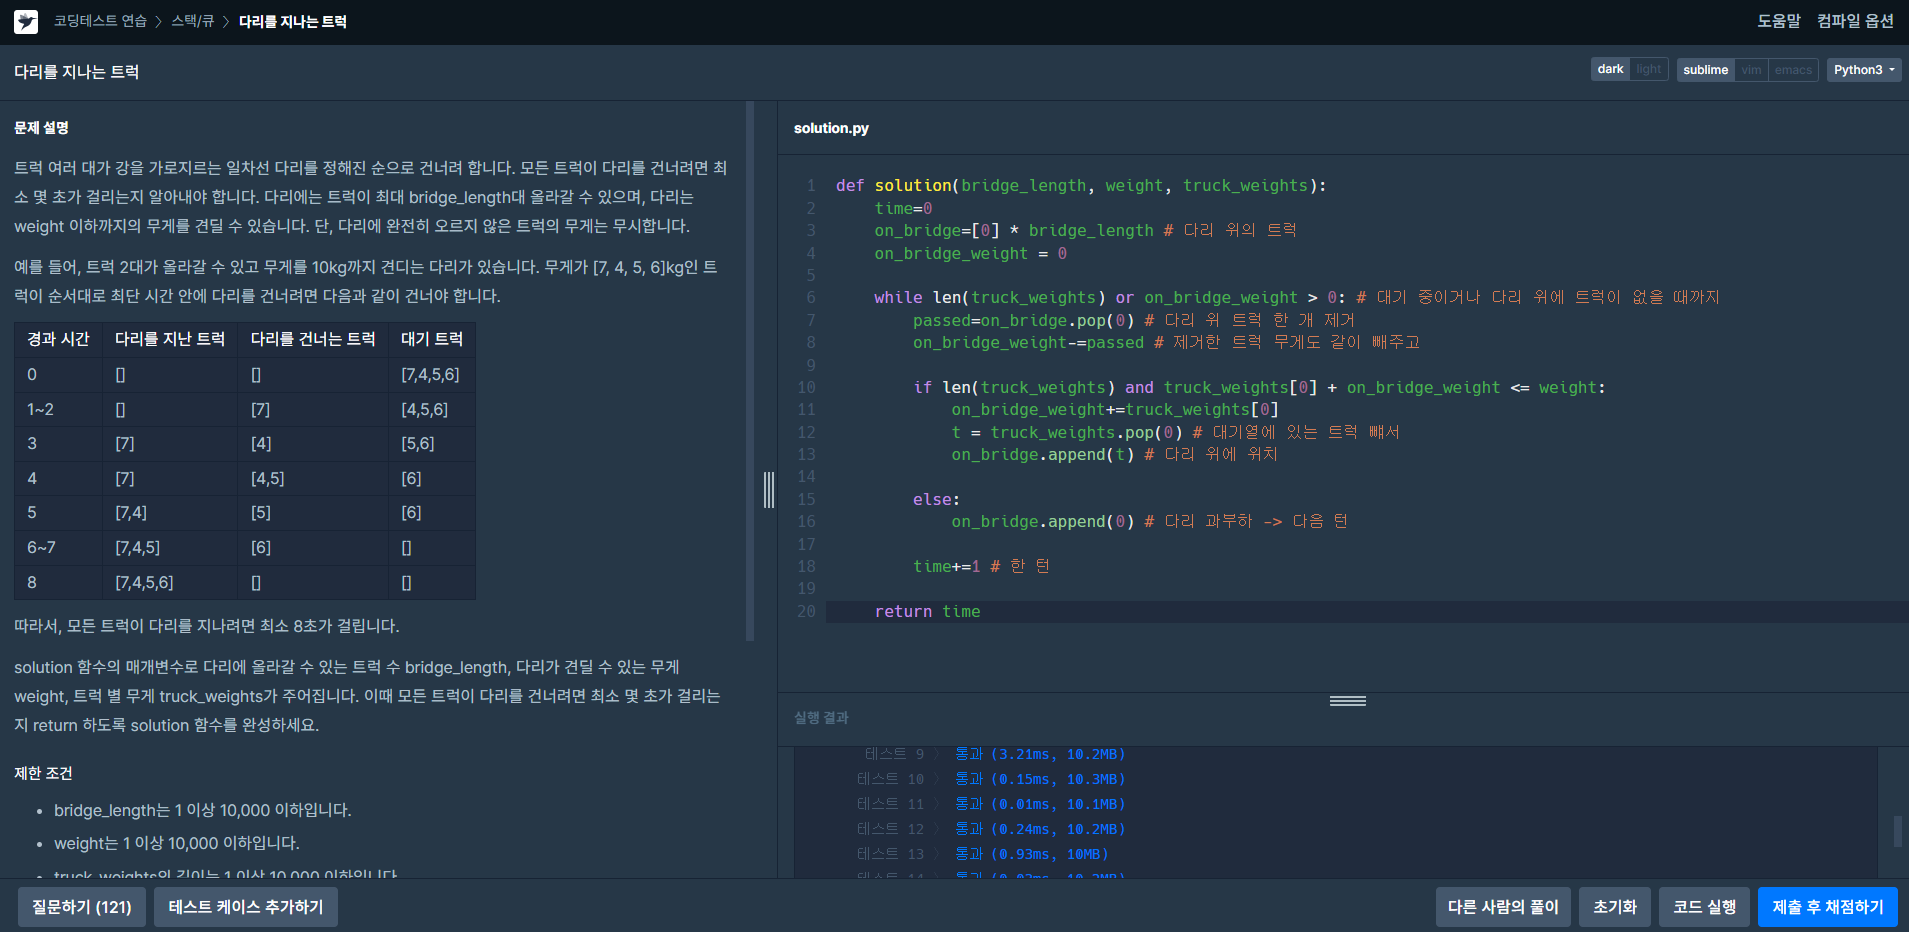 코딩테스트 연습 > 스택/큐 > 다리를 지나는 트럭
도움말 컴파일 옵션
다리를 지나는 트럭
dark light sublime vim emacs Python3
문제 설명
트럭 여러 대가 강을 가로지르는 일차선 다리를 정해진 순으로 건너려 합니다. 모든 트럭이 다리를 건너려면 최
소 몇 초가 걸리는지 알아내야 합니다. 다리에는 트럭이 최대 bridge_length대 올라갈 수 있으며, 다리는
weight 이하까지의 무게를 견딜 수 있습니다. 단, 다리에 완전히 오르지 않은 트럭의 무게는 무시합니다.
예를 들어, 트럭 2대가 올라갈 수 있고 무게를 10kg까지 견디는 다리가 있습니다. 무게가 [7, 4, 5, 6]kg인 트
럭이 순서대로 최단 시간 안에 다리를 건너려면 다음과 같이 건너야 합니다.
경과 시간 다리를 지난 트럭 다리를 건너는 트럭 대기 트럭
0 [] [] [7,4,5,6]
1~2 [] [7] [4,5,6]
3 [7] [4] [5,6]
4 [7] [4,5] [6]
5 [7,4] [5] [6]
6~7 [7,4,5] [6] []
8 [7,4,5,6] [] []
따라서, 모든 트럭이 다리를 지나려면 최소 8초가 걸립니다.
solution 함수의 매개변수로 다리에 올라갈 수 있는 트럭 수 bridge_length, 다리가 견딜 수 있는 무게
weight, 트럭 별 무게 truck_weights가 주어집니다. 이때 모든 트럭이 다리를 건너려면 최소 몇 초가 걸리는
지 return 하도록 solution 함수를 완성하세요.
제한 조건
• bridge_length는 1 이상 10,000 이하입니다.
• weight는 1 이상 10,000 이하입니다.
• truck_weights의 길이는 1 이상 10,000 이하입니다.
solution.py
1 def solution(bridge_length, weight, truck_weights):
2 time=0
3 on_bridge=[0] * bridge_length # 다리 위의 트럭
4 on_bridge_weight = 0
5
6 while len(truck_weights) or on_bridge_weight > 0: # 대기 중이거나 다리 위에 트럭이 없을 때까지
7 passed=on_bridge.pop(0) # 다리 위 트럭 한 개 제거
8 on_bridge_weight-=passed # 제거한 트럭 무게도 같이 빼주고
9
10 if len(truck_weights) and truck_weights[0] + on_bridge_weight <= weight:
11 on_bridge_weight+=truck_weights[0]
12 t = truck_weights.pop(0) # 대기열에 있는 트럭 빼서
13 on_bridge.append(t) # 다리 위에 위치
14
15 else:
16 on_bridge.append(0) # 다리 과부하 -> 다음 턴
17
18 time+=1 # 한 턴
19
20 return time
실행 결과
테스트 9 > 통과 (3.21ms, 10.2MB)
테스트 10 > 통과 (0.15ms, 10.3MB)
테스트 11 > 통과 (0.01ms, 10.1MB)
테스트 12 > 통과 (0.24ms, 10.2MB)
테스트 13 > 통과 (0.93ms, 10MB)
테스트 14 > 통과 (0.03ms, 10.2MB)
질문하기 (121) 테스트 케이스 추가하기 다른 사람의 풀이 초기화 코드 실행 제출 후 채점하기